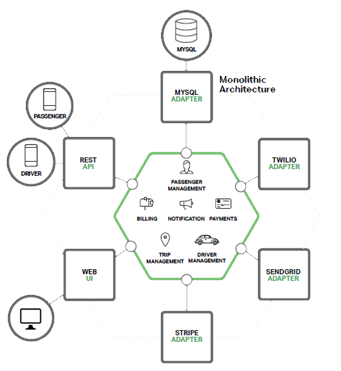 MYSQL
Monolithic
Architecture
MYSQL
ADAPTER
PASSENGER
DRIVER
REST
API
TWILIO
ADAPTER
PASSENGER
MANAGEMENT
BILLING
NOTIFICATION
PAYMENTS
TRIP
MANAGEMENT
DRIVER
MANAGEMENT
WEB
UI
SENDGRID
ADAPTER
STRIPE
ADAPTER